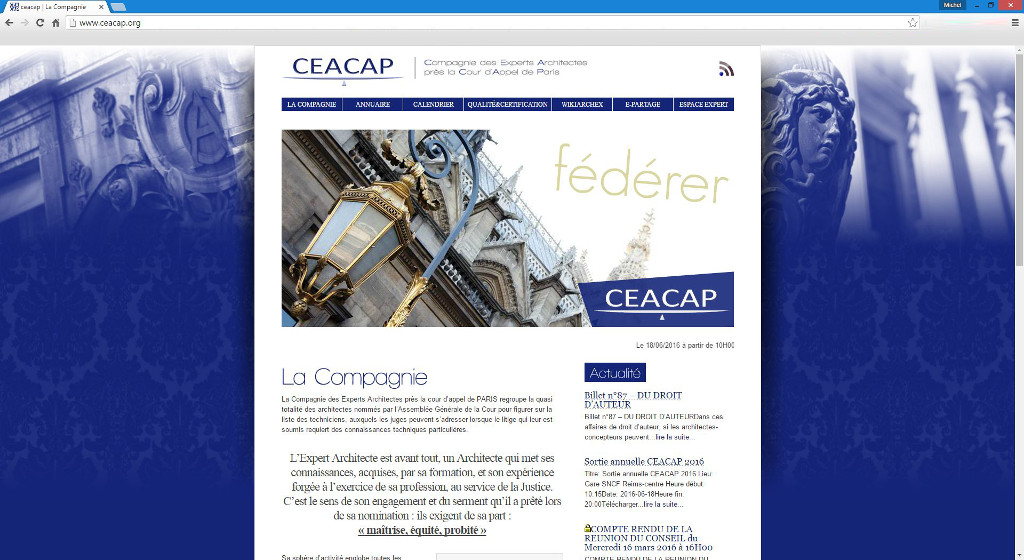 ceacap | La Compagnie
Michel
www.ceacap.org
CEACAP
Compagnie des Experts Architectes
près la Cour d'Appel de Paris
LA COMPAGNIE ANNUAIRE CALENDRIER QUALITÉ&CERTIFICATION WIKIARCHEX E-PARTAGE ESPACE EXPERT
fédérer
CEACAP
Le 18/06/2016 à partir de 10H00
La Compagnie
La Compagnie des Experts Architectes près la cour d'appel de PARIS regroupe la quasi
totalité des architectes nommés par l'Assemblée Générale de la Cour pour figurer sur la
liste des techniciens, auxquels les juges peuvent s'adresser lorsque le litige qui leur est
soumis requiert des connaissances techniques particulières.
L'Expert Architecte est avant tout, un Architecte qui met ses
connaissances, acquises, par sa formation, et son expérience
forgée à l'exercice de sa profession, au service de la Justice.
C'est le sens de son engagement et du serment qu'il a prêté lors
de sa nomination : ils exigent de sa part :
« maîtrise, équité, probité »
Sa sphère d'activité englobe toutes les
Actualité
Billet n°87 – DU DROIT
D'AUTEUR
Billet n°87 – DU DROIT D'AUTEURDans ces
affaires de droit d'auteur, si les architectes-
concepteurs peuvent...lire la suite...
Sortie annuelle CEACAP 2016
Titre: Sortie annuelle CEACAP 2016 Lieu:
Gare SNCF Reims-centre Heure début:
10:15Date: 2016-06-18Heure fin:
20:00Télécharger...lire la suite...
COMPTE RENDU DE LA
REUNION DU CONSEIL du
Mercredi 16 mars 2016 à 16H00
COMPTE RENDU DE LA REUNION DU